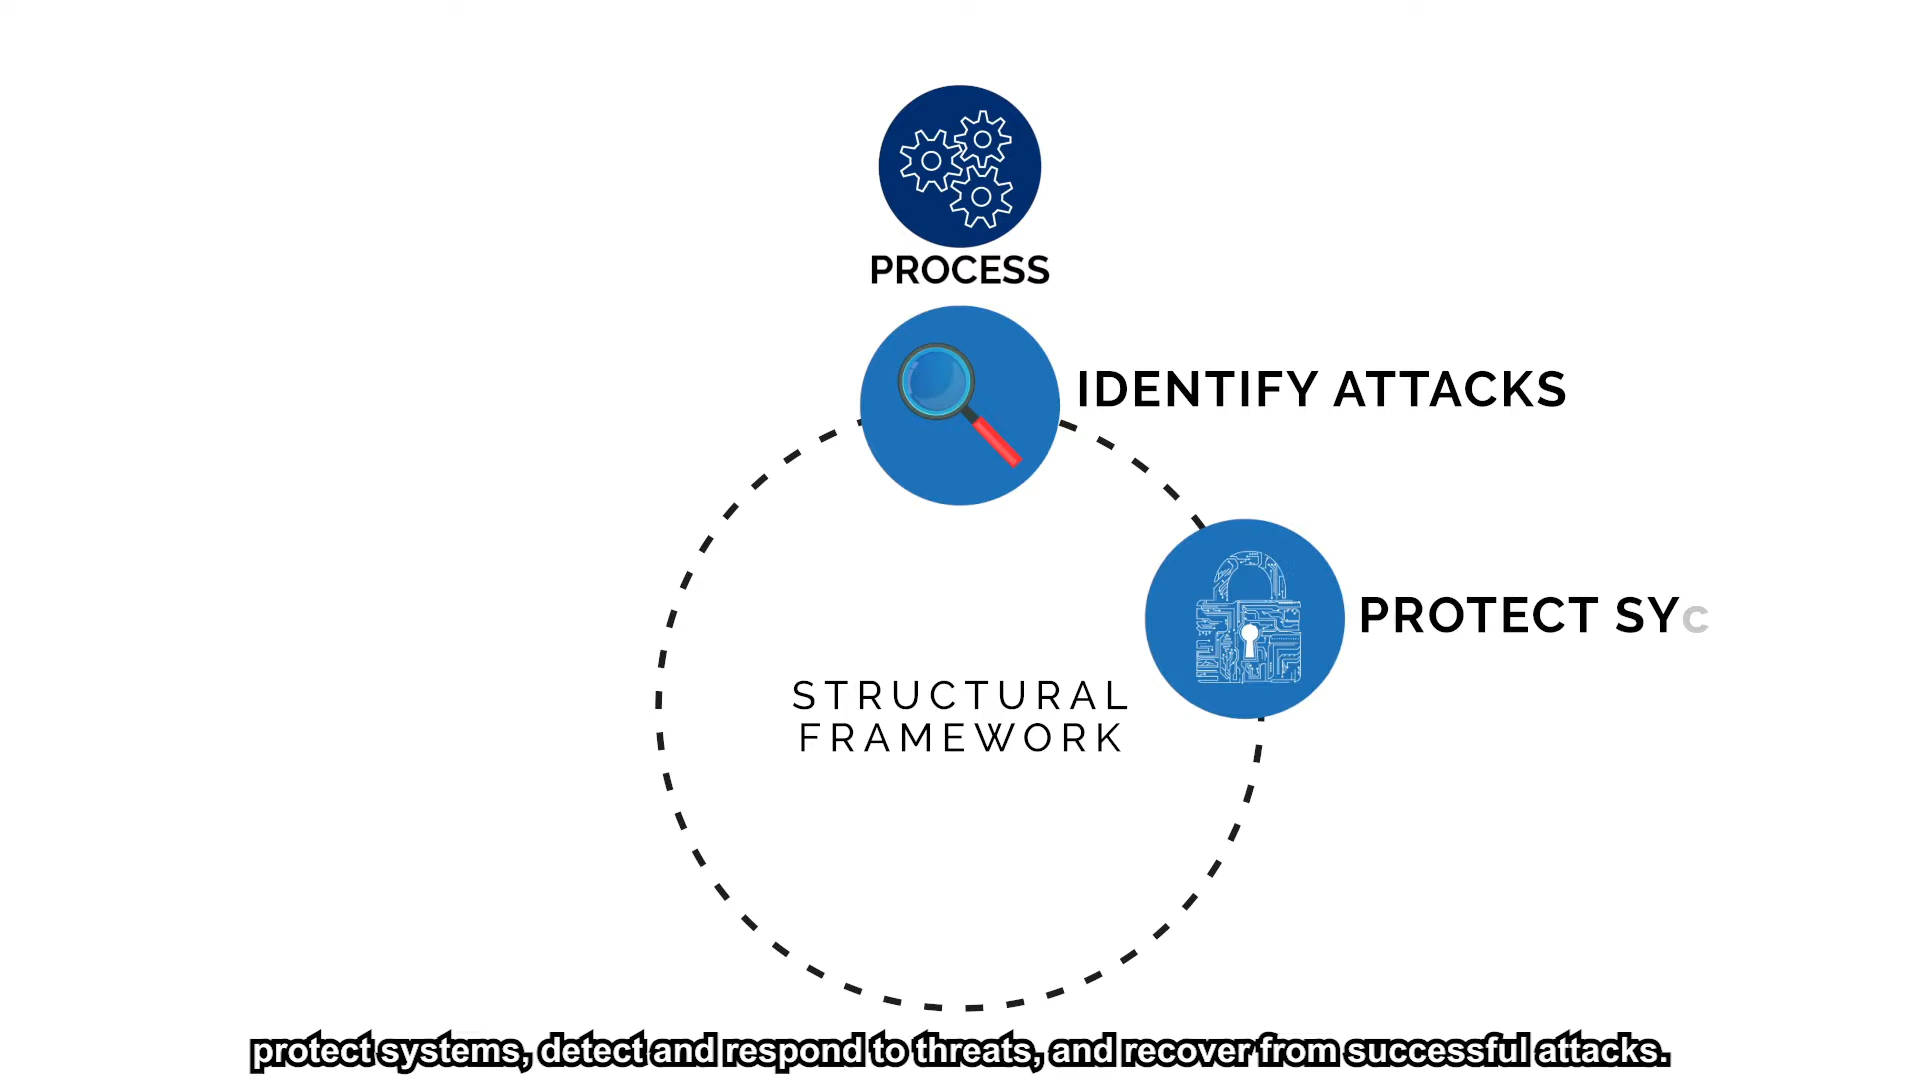 PROCESS
IDENTIFY ATTACKS
PROTECT SY
STRUCTURAL
FRAMEWORK
protect systems, detect and respond to threats, and recover from successful attacks.